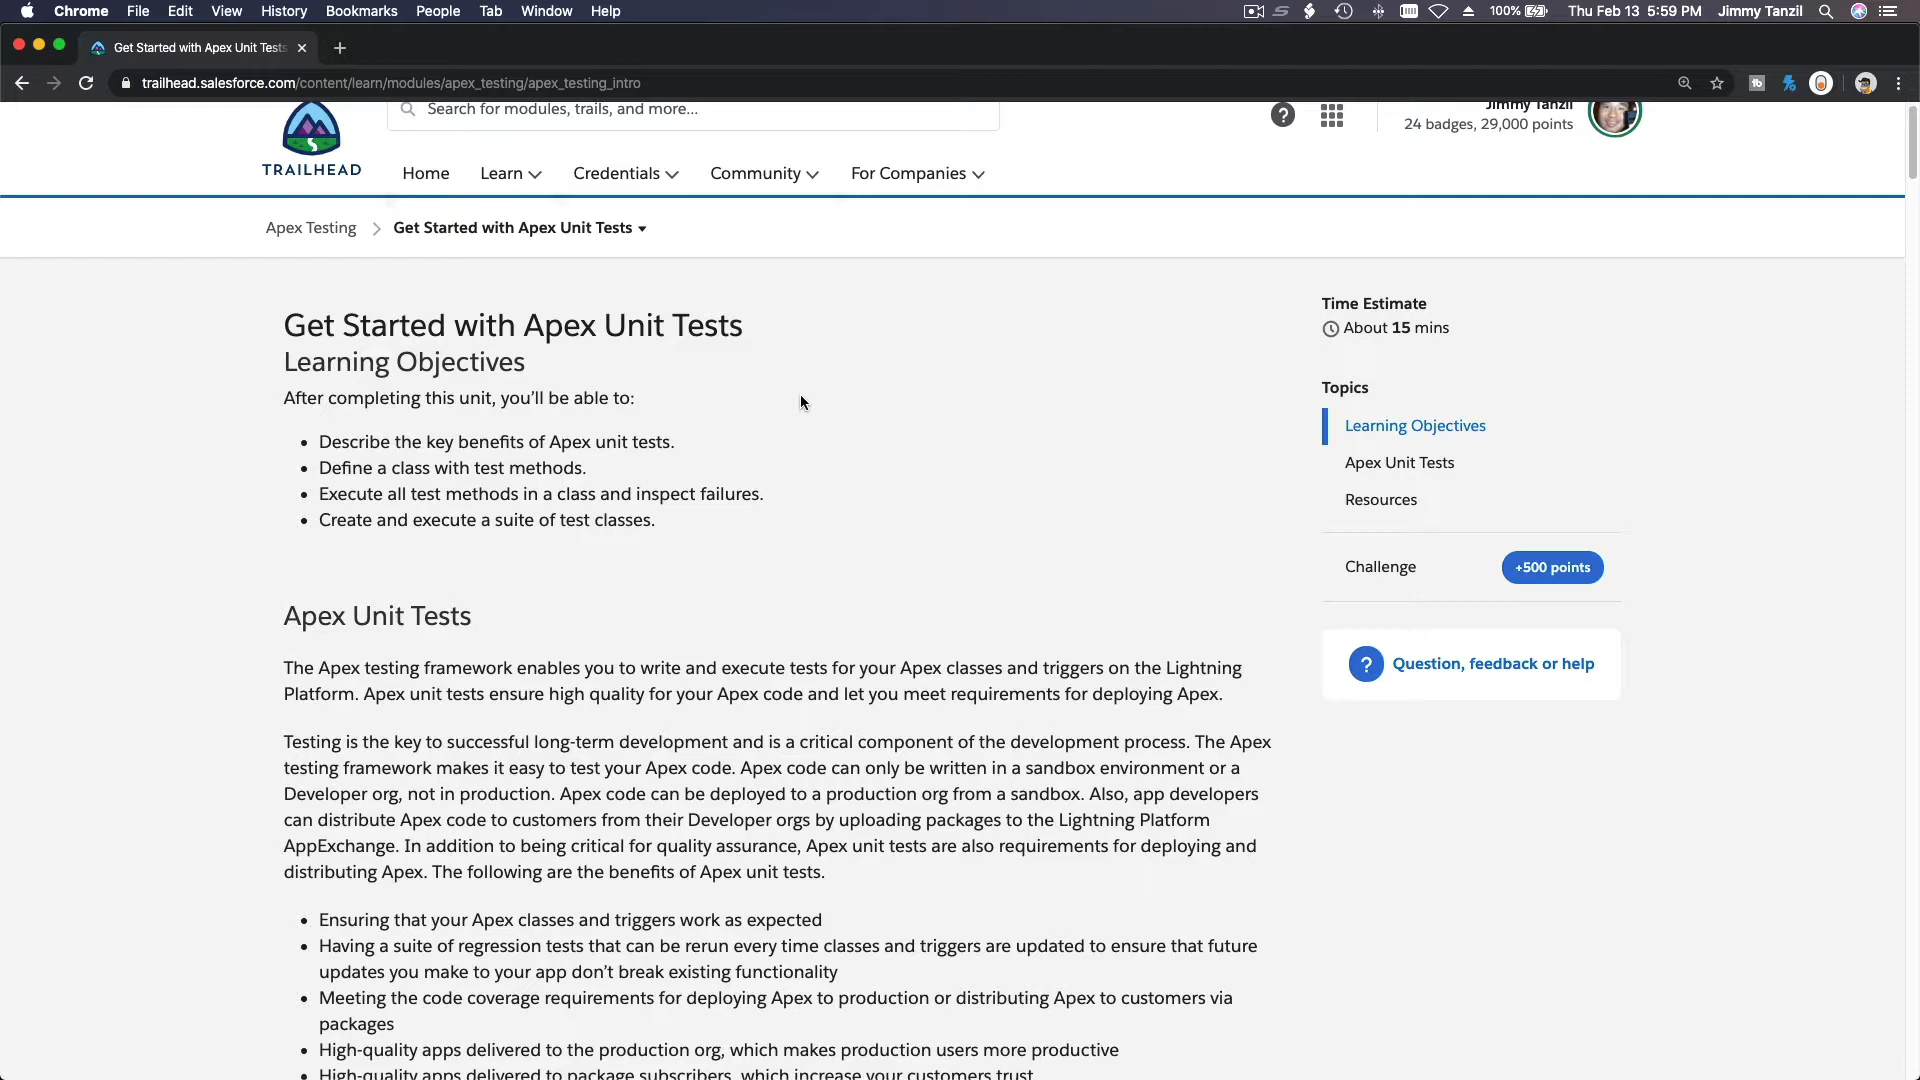 Chrome File Edit View History Bookmarks People Tab Window Help 100% Thu Feb 13 5:59 PM Jimmy Tanzil
Get Started with Apex Unit Tests
trailhead.salesforce.com/content/learn/modules/apex_testing/apex_testing_intro
Search for modules, trails, and more...
Jimmy Tanzil
24 badges, 29,000 points
TRAILHEAD
Home Learn Credentials Community For Companies
Apex Testing Get Started with Apex Unit Tests
Get Started with Apex Unit Tests
Learning Objectives
After completing this unit, you'll be able to:
• Describe the key benefits of Apex unit tests.
• Define a class with test methods.
• Execute all test methods in a class and inspect failures.
• Create and execute a suite of test classes.
Apex Unit Tests
The Apex testing framework enables you to write and execute tests for your Apex classes and triggers on the Lightning
Platform. Apex unit tests ensure high quality for your Apex code and let you meet requirements for deploying Apex.
Testing is the key to successful long-term development and is a critical component of the development process. The Apex
testing framework makes it easy to test your Apex code. Apex code can only be written in a sandbox environment or a
Developer org, not in production. Apex code can be deployed to a production org from a sandbox. Also, app developers
can distribute Apex code to customers from their Developer orgs by uploading packages to the Lightning Platform
AppExchange. In addition to being critical for quality assurance, Apex unit tests are also requirements for deploying and
distributing Apex. The following are the benefits of Apex unit tests.
• Ensuring that your Apex classes and triggers work as expected
• Having a suite of regression tests that can be rerun every time classes and triggers are updated to ensure that future
updates you make to your app don't break existing functionality
• Meeting the code coverage requirements for deploying Apex to production or distributing Apex to customers via
packages
• High-quality apps delivered to the production org, which makes production users more productive
• High-quality apps delivered to package subscribers, which increase your customers trust
Time Estimate
About 15 mins
Topics
Learning Objectives
Apex Unit Tests
Resources
Challenge +500 points
? Question, feedback or help